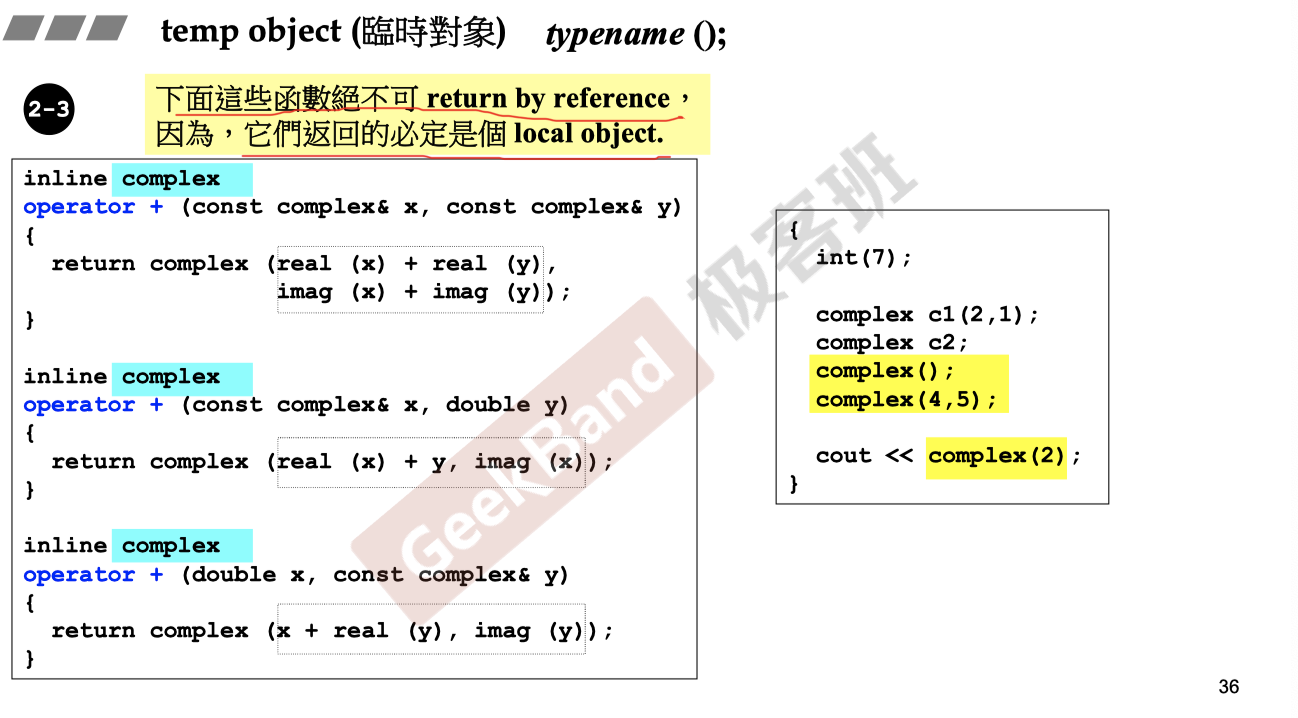 temp object (臨時對象) typename ();
2-3
下面這些函數絕不可 return by reference，
因為，它們返回的必定是個 local object.
inline complex
operator + (const complex& x, const complex& y)
{
  return complex (real (x) + real (y),
                  imag (x) + imag (y));
}
inline complex
operator + (const complex& x, double y)
{
  return complex (real (x) + y, imag (x));
}
inline complex
operator + (double x, const complex& y)
{
  return complex (x + real (y), imag (y));
}
{
  int(7);
  complex c1(2,1);
  complex c2;
  complex();
  complex(4,5);
  cout << complex(2);
}
GeekBand 极客班
36